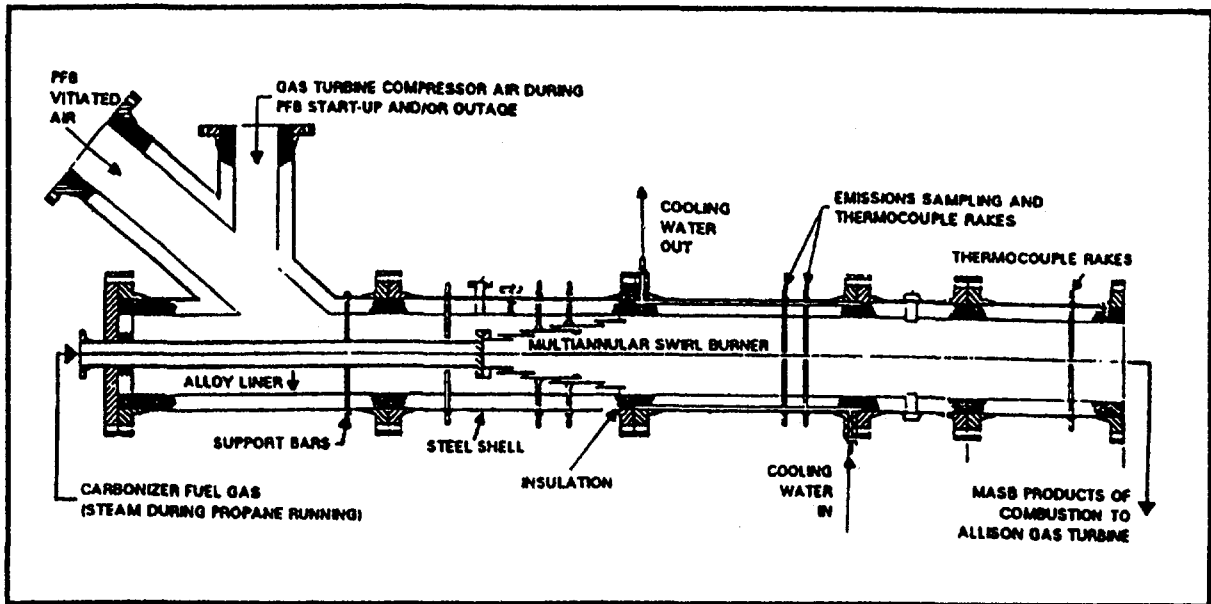 PFB
VITIATED
AIR
GAS TURBINE COMPRESSOR AIR DURING
PFB START-UP AND/OR OUTAGE
COOLING
WATER
OUT
EMISSIONS SAMPLING AND
THERMOCOUPLE RAKES
THERMOCOUPLE RAKES
MULTIANNULAR SWIRL BURNER
ALLOY LINER
SUPPORT BARS
STEEL SHELL
INSULATION
COOLING
WATER
IN
CARBONIZER FUEL GAS
(STEAM DURING PROPANE RUNNING)
MASB PRODUCTS OF
COMBUSTION TO
ALLISON GAS TURBINE